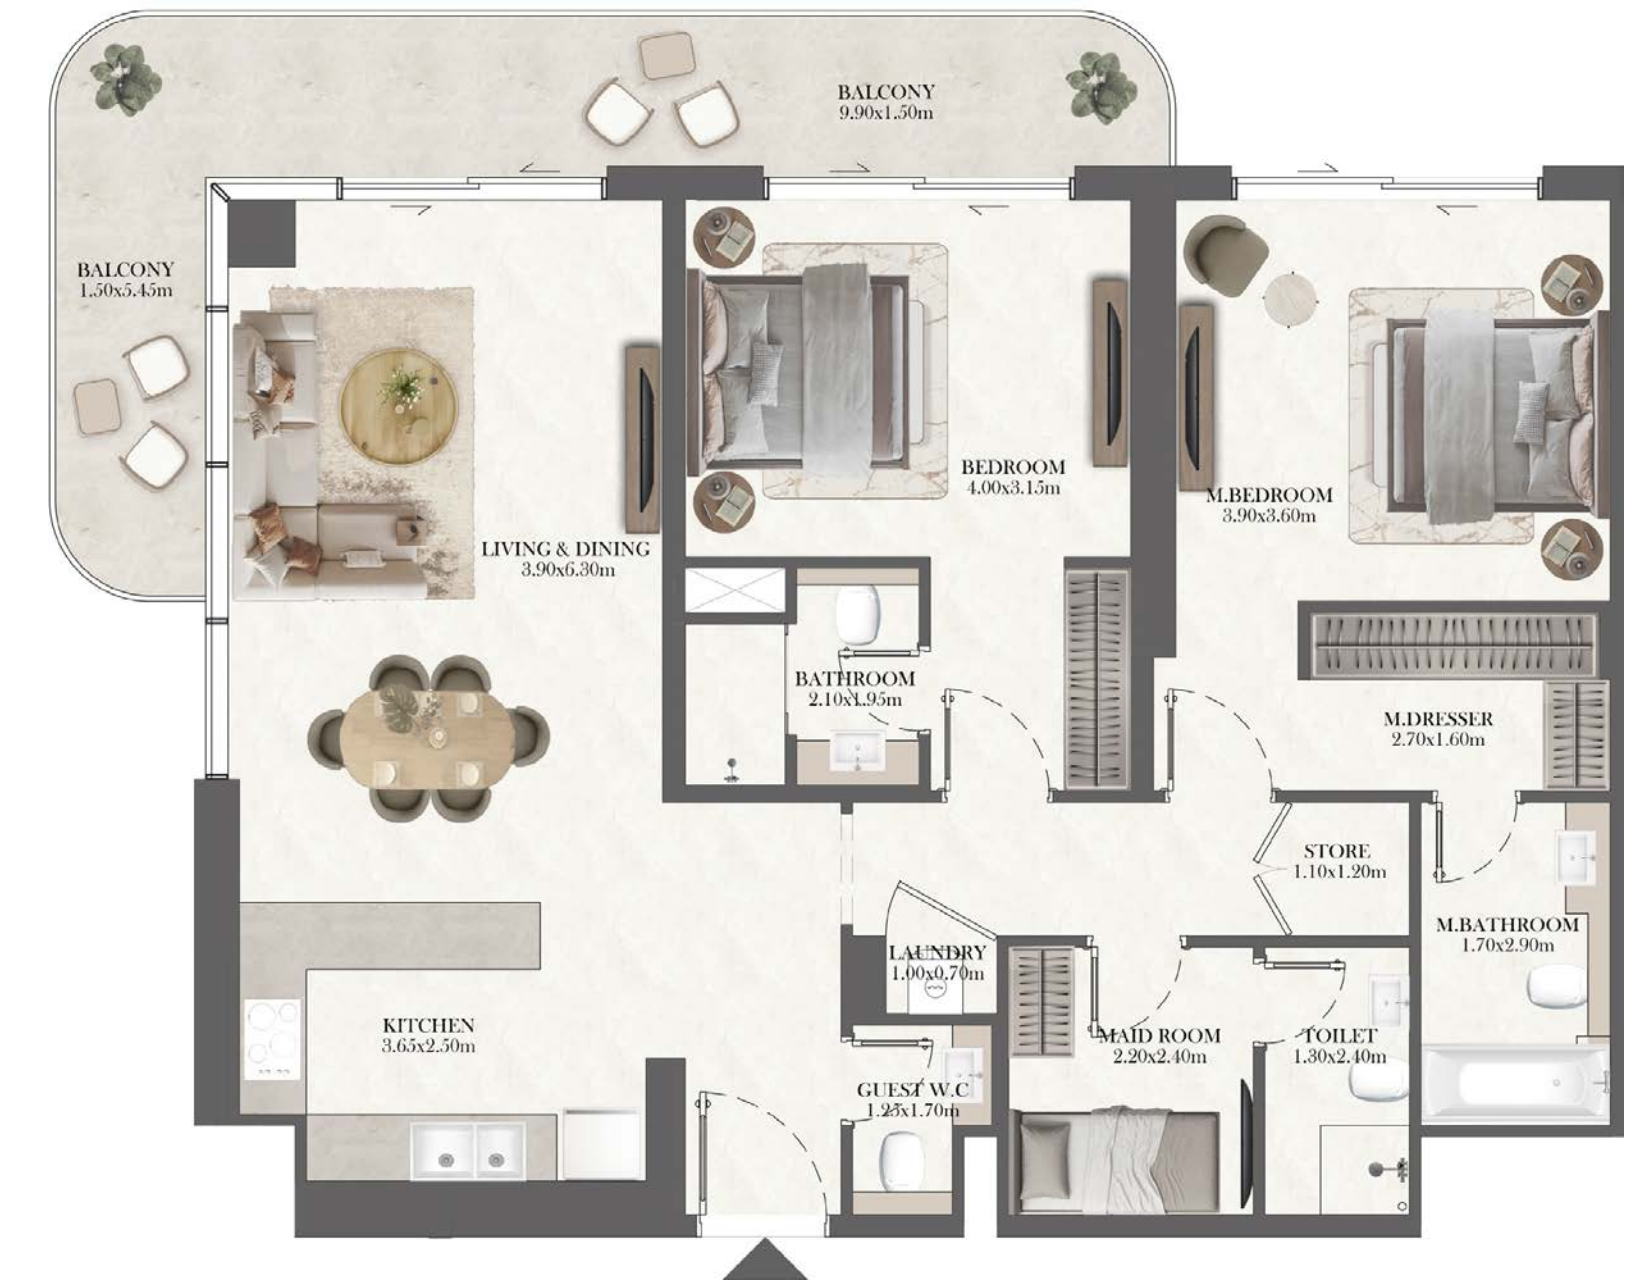 BALCONY
9.90x1.50m
BALCONY
1.50x5.45m
BEDROOM
4.00x3.15m
M.BEDROOM
3.90x3.60m
LIVING & DINING
3.90x6.30m
BATHROOM
2.10x1.95m
M.DRESSER
2.70x1.60m
STORE
1.10x1.20m
M.BATHROOM
1.70x2.90m
LAUNDRY
1.00x0.70m
KITCHEN
3.65x2.50m
MAID ROOM
2.20x2.40m
TOILET
1.30x2.40m
GUEST W.C
1.25x1.70m